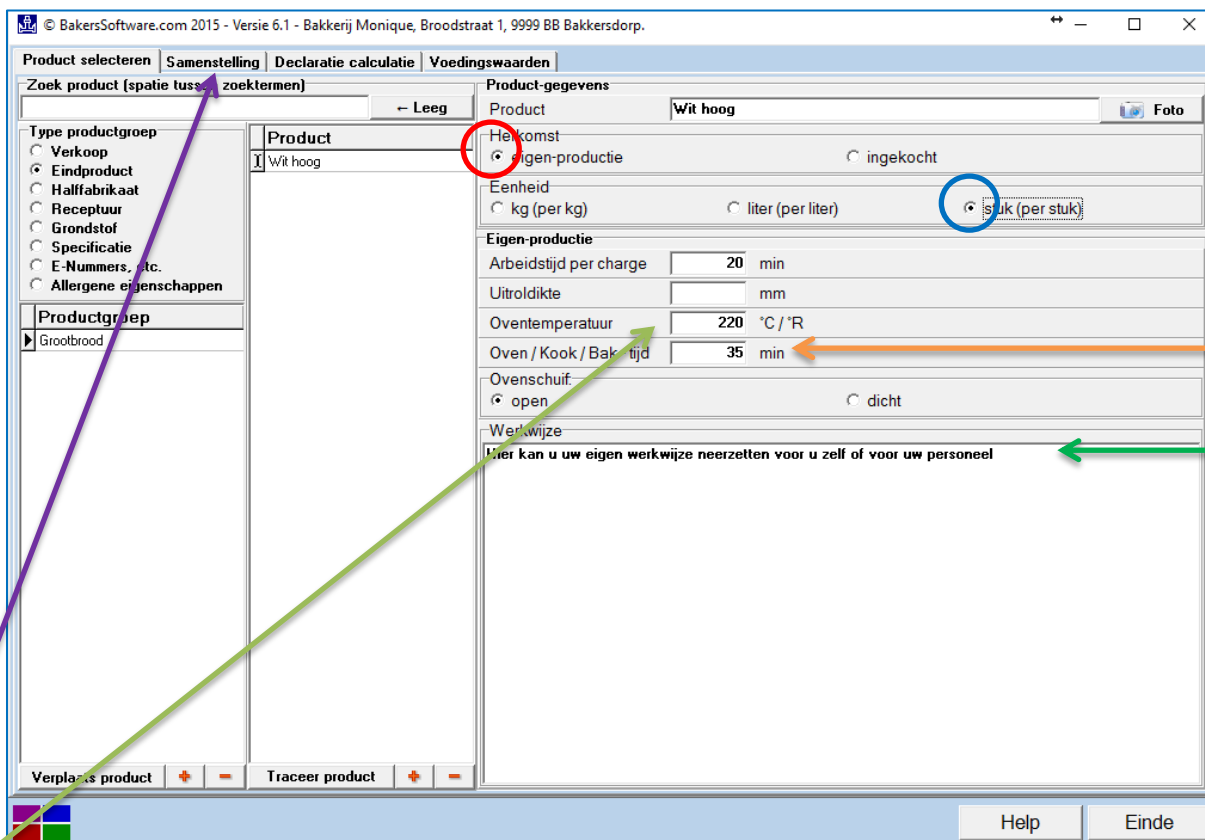 © BakersSoftware.com 2015 - Versie 6.1 - Bakkerij Monique, Broodstraat 1, 9999 BB Bakkersdorp.
Product selecteren Samenstelling Declaratie calculatie Voedingswaarden
Zoek product (spatie tussen zoektermen)
← Leeg
Type productgroep
Verkoop
Eindproduct
Halffabrikaat
Receptuur
Grondstof
Specificatie
E-Nummers, etc.
Allergene eigenschappen
Productgroep
Grootbrood
Verplaats product + −
Product
Wit hoog
Traceer product + −
Product-gegevens
Product Wit hoog Foto
Herkomst
eigen-productie ingekocht
Eenheid
kg (per kg) liter (per liter) stuk (per stuk)
Eigen-productie
Arbeidstijd per charge 20 min
Uitroldikte mm
Oventemperatuur 220 °C / °R
Oven / Kook / Bak tijd 35 min
Ovenschuif:
open dicht
Werkwijze
Hier kan u uw eigen werkwijze neerzetten voor u zelf of voor uw personeel
Help Einde